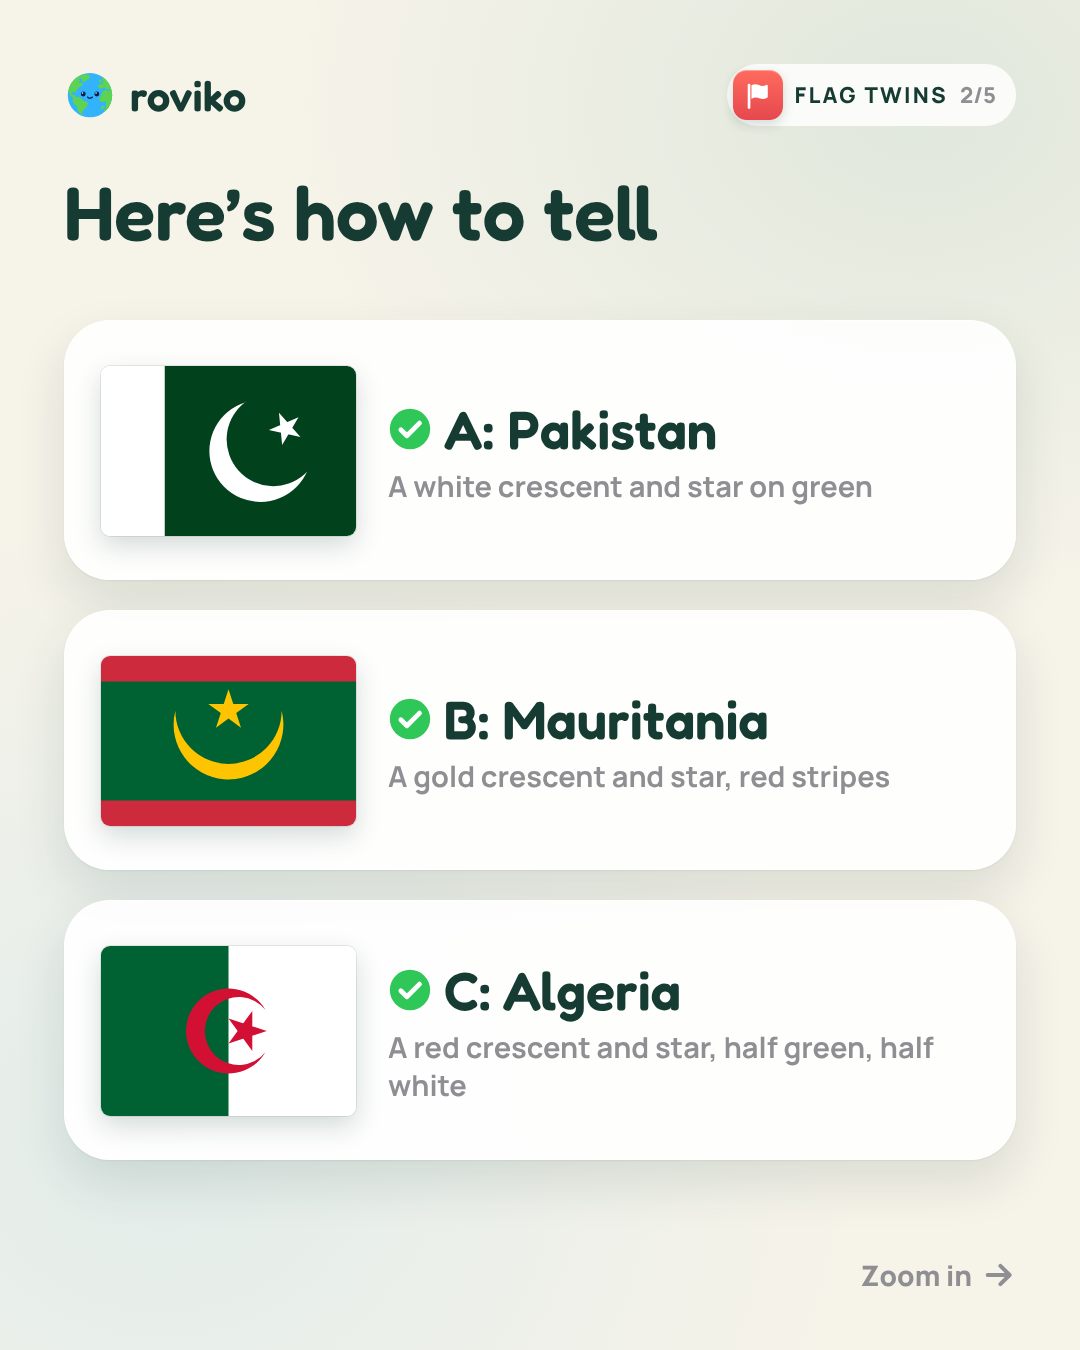 roviko
FLAG TWINS 2/5
Here’s how to tell
A: Pakistan
A white crescent and star on green
B: Mauritania
A gold crescent and star, red stripes
C: Algeria
A red crescent and star, half green, half
white
Zoom in →